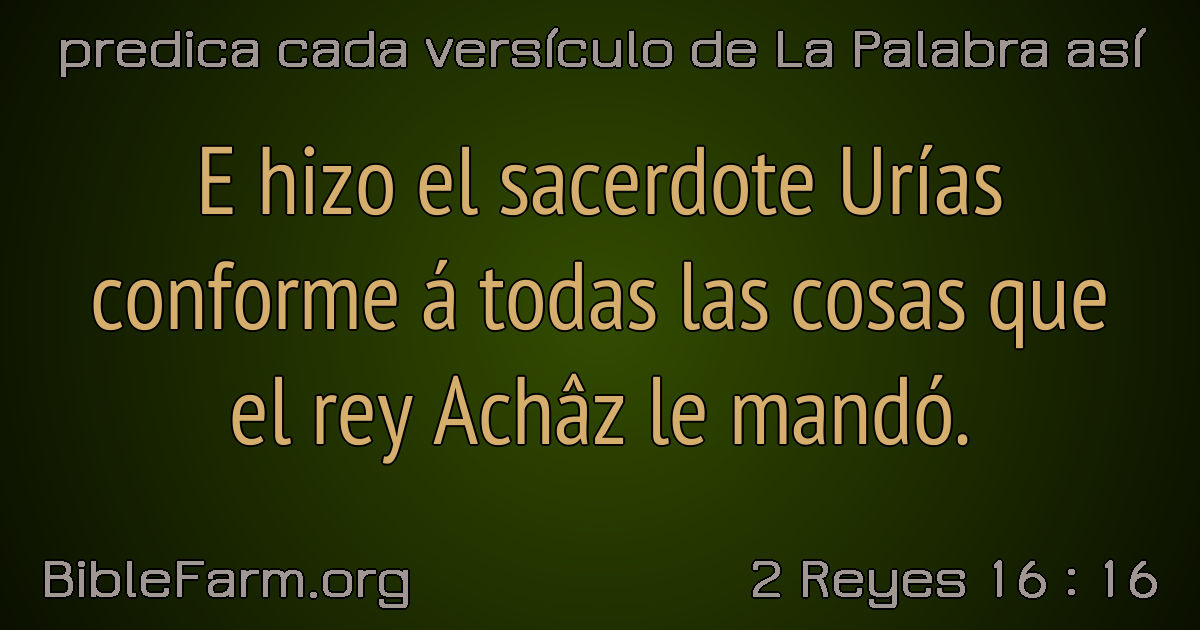 predica cada versículo de La Palabra así
E hizo el sacerdote Urías
conforme á todas las cosas que
el rey Achâz le mandó.
BibleFarm.org
2 Reyes 16 : 16